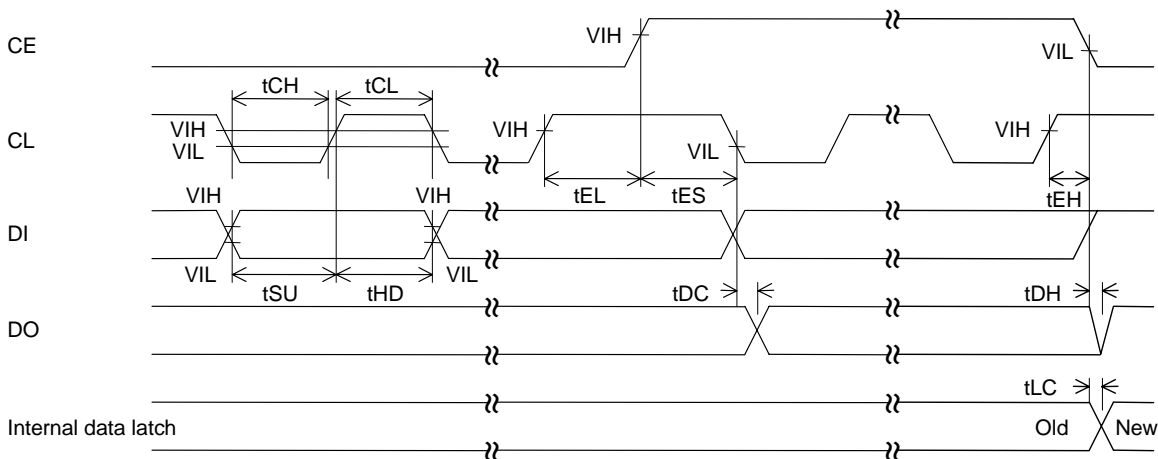 CE
VIH
VIL
tCH
tCL
CL
VIH
VIL
VIH
VIL
VIH
tEL
tES
tEH
DI
VIH
VIH
VIL
VIL
tSU
tHD
DO
tDC
tDH
tLC
Internal data latch
Old
New